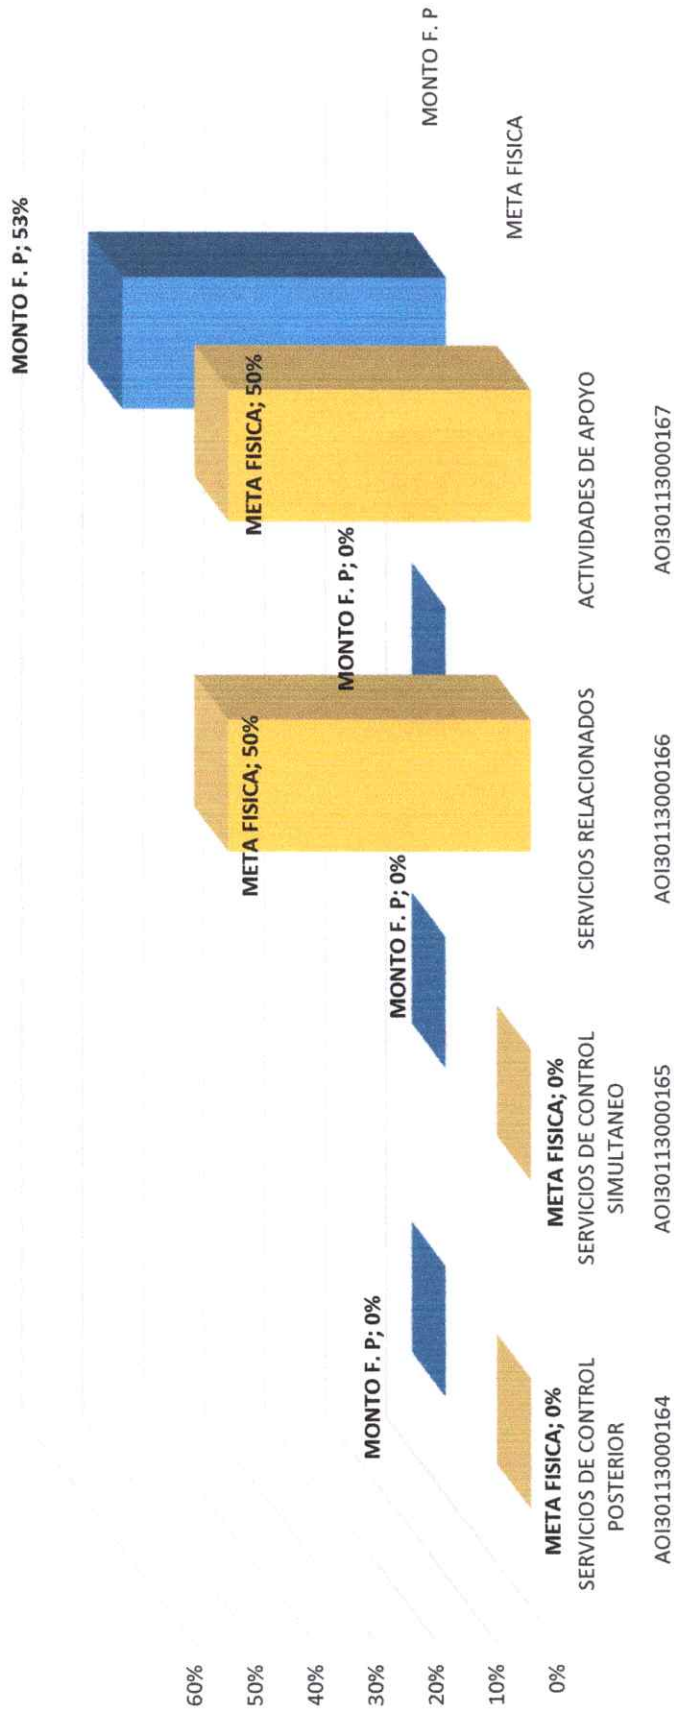 MONTO F. P; 53%
MONTO F. P
META FISICA
META FISICA; 50%
MONTO F. P; 0%
META FISICA; 50%
MONTO F. P; 0%
MONTO F. P; 0%
META FISICA; 0%
META FISICA; 0%
60%
50%
40%
30%
20%
10%
0%
SERVICIOS DE CONTROL
POSTERIOR
AOI30113000164
SERVICIOS DE CONTROL
SIMULTANEO
AOI30113000165
SERVICIOS RELACIONADOS
AOI30113000166
ACTIVIDADES DE APOYO
AOI30113000167